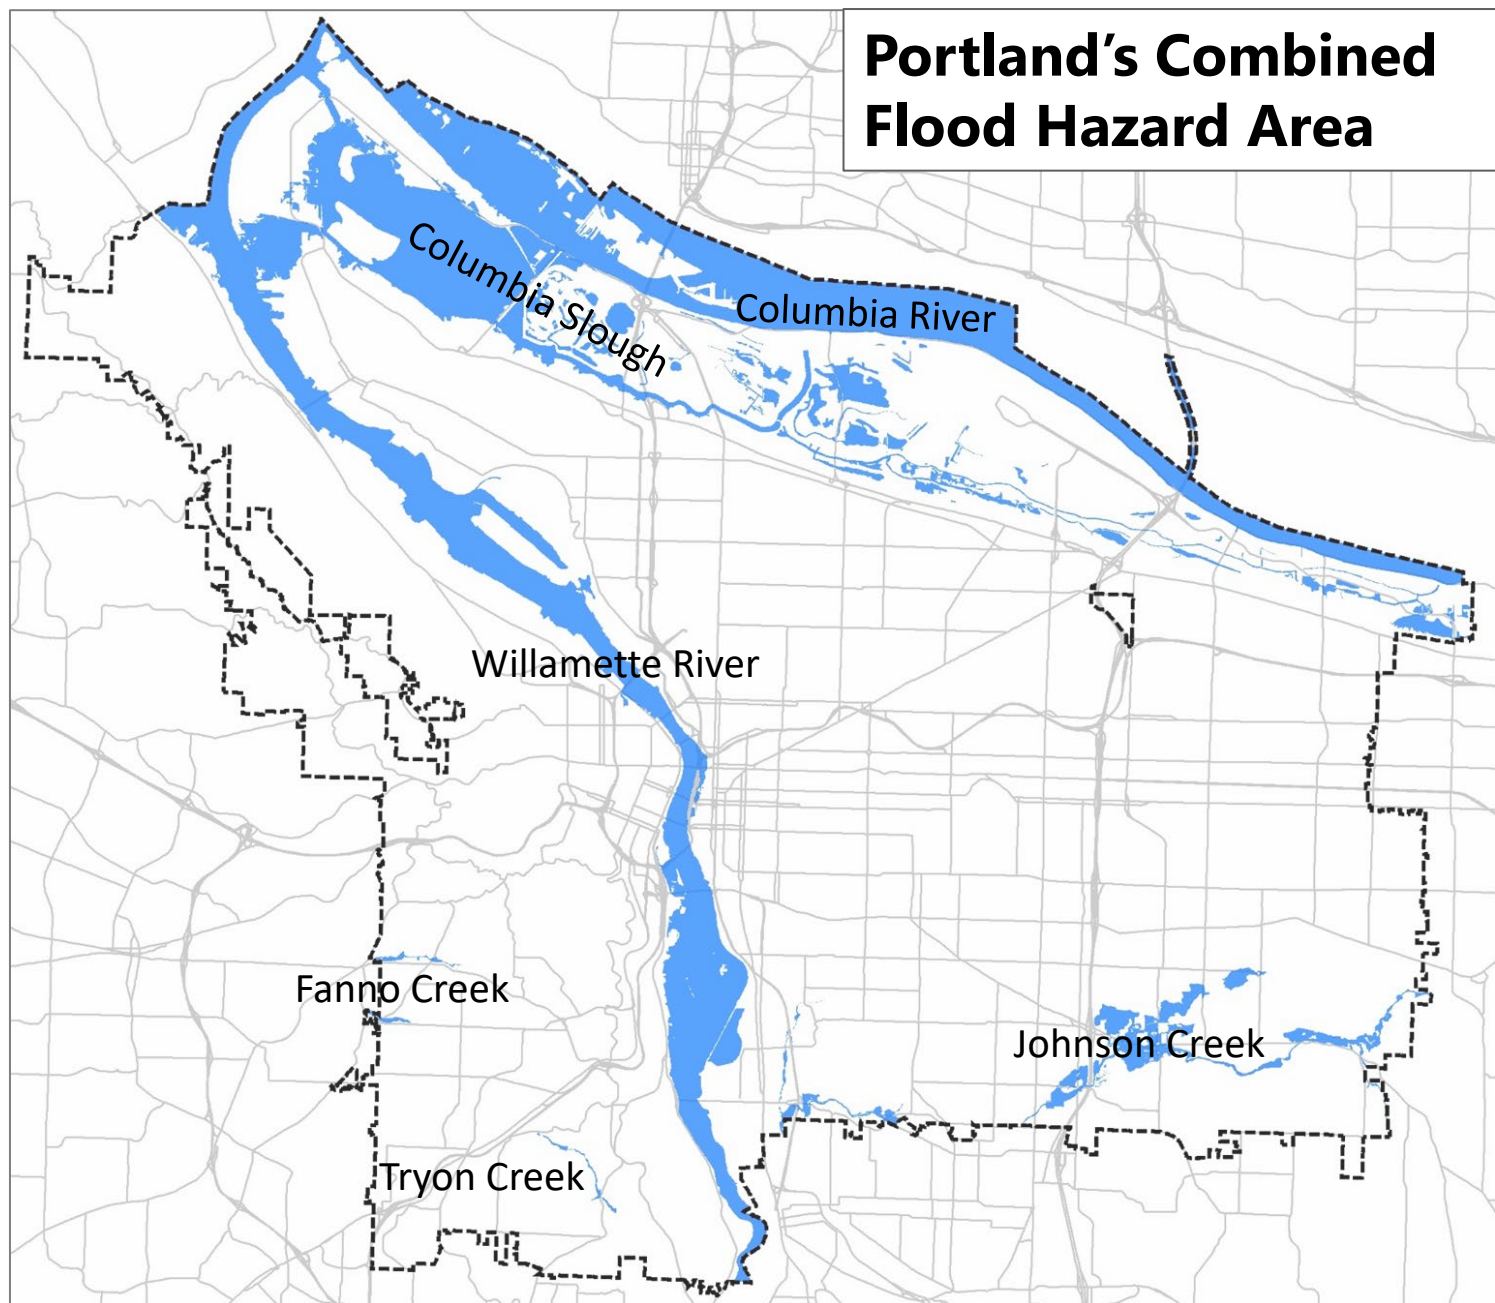 Portland’s Combined
Flood Hazard Area
Columbia Slough
Columbia River
Willamette River
Fanno Creek
Johnson Creek
Tryon Creek